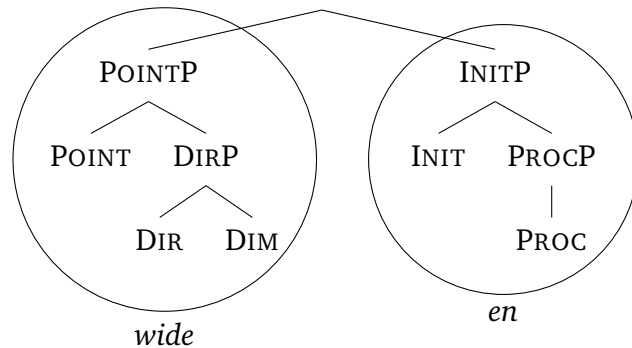 POINTP INITP
POINT DIRP INIT PROCP
DIR DIM PROC
wide en